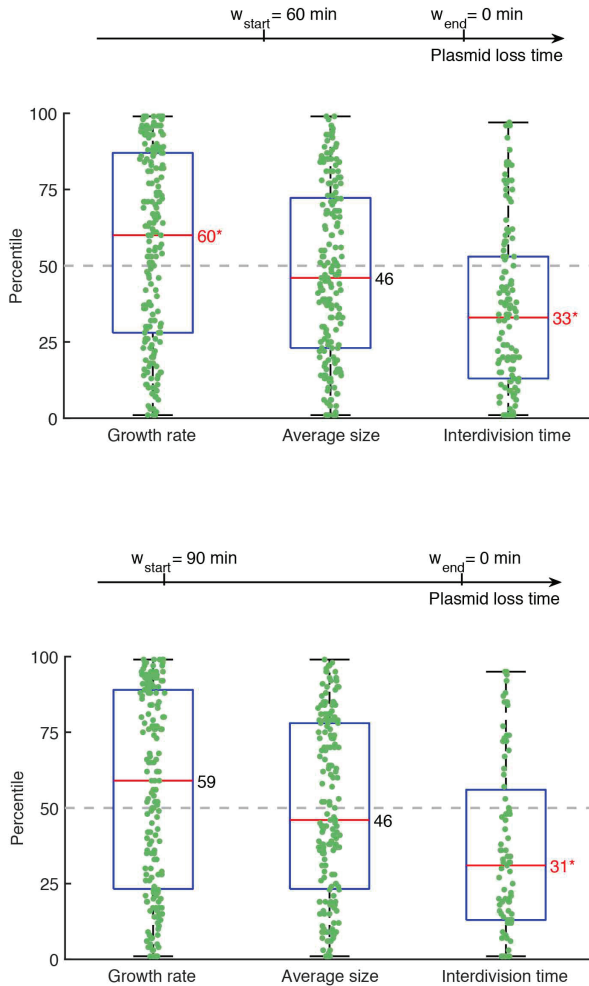 w_start = 60 min w_end = 0 min
Plasmid loss time
100
75
50
25
0
Percentile
60*
46
33*
Growth rate Average size Interdivision time
w_start = 90 min w_end = 0 min
Plasmid loss time
100
75
50
25
0
Percentile
59
46
31*
Growth rate Average size Interdivision time